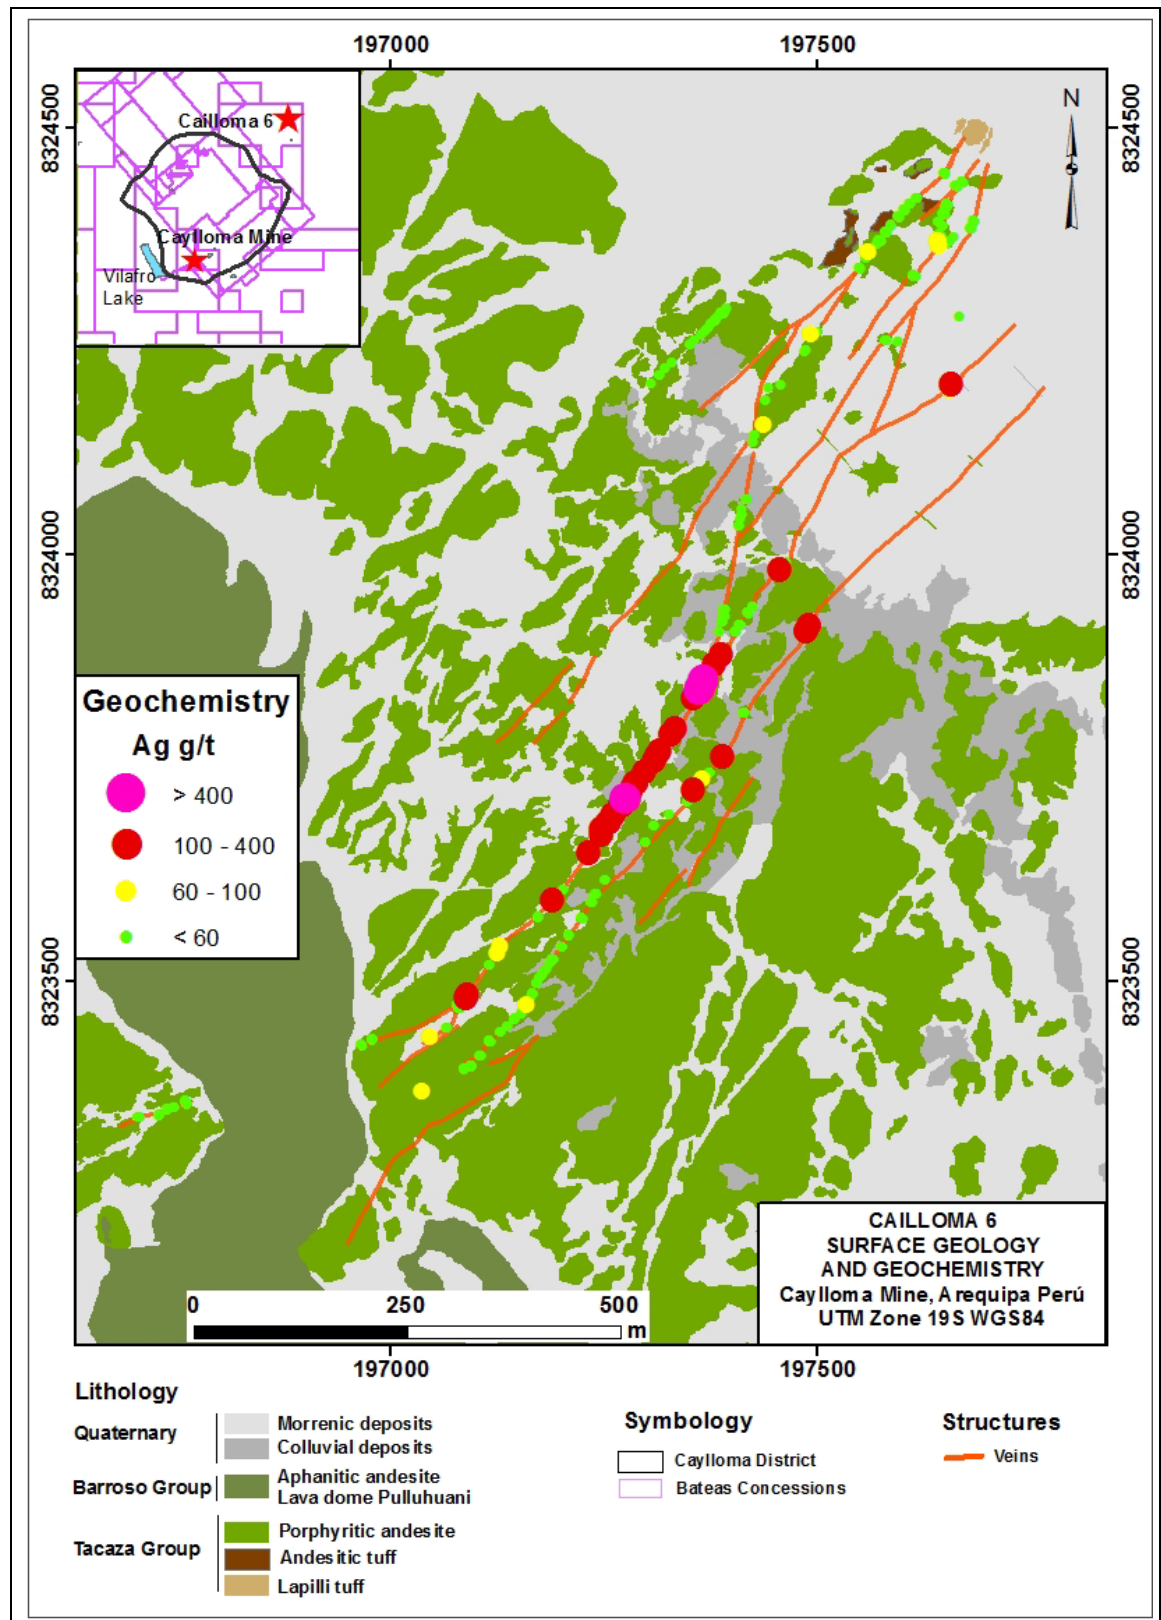 197000
197500
8324500
8324500
N
Cailloma 6
Caylloma Mine
Vilafro
Lake
8324000
8324000
Geochemistry
Ag g/t
> 400
100 - 400
60 - 100
< 60
8323500
8323500
CAILLOMA 6
SURFACE GEOLOGY
AND GEOCHEMISTRY
Caylloma Mine, Arequipa Perú
UTM Zone 19S WGS84
0 250 500
m
197000
197500
Lithology
Quaternary
Morrenic deposits
Colluvial deposits
Barroso Group
Aphanitic andesite
Lava dome Pulluhuani
Tacaza Group
Porphyritic andesite
Andesitic tuff
Lapilli tuff
Symbology
Caylloma District
Bateas Concessions
Structures
Veins